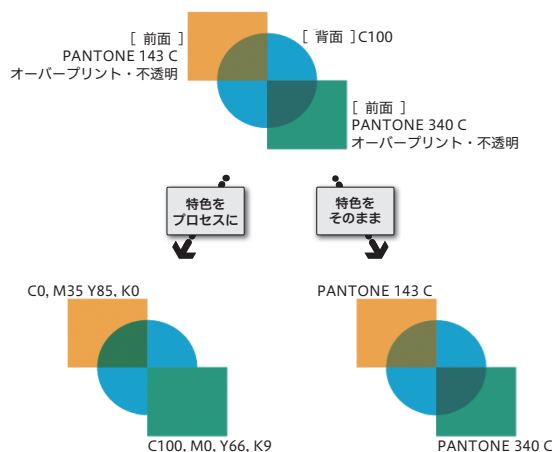 [ 前面 ]
PANTONE 143 C
オーバープリント・不透明
[ 背面 ]C100
[ 前面 ]
PANTONE 340 C
オーバープリント・不透明
特色を
プロセスに
特色を
そのまま
C0, M35 Y85, K0
C100, M0, Y66, K9
PANTONE 143 C
PANTONE 340 C